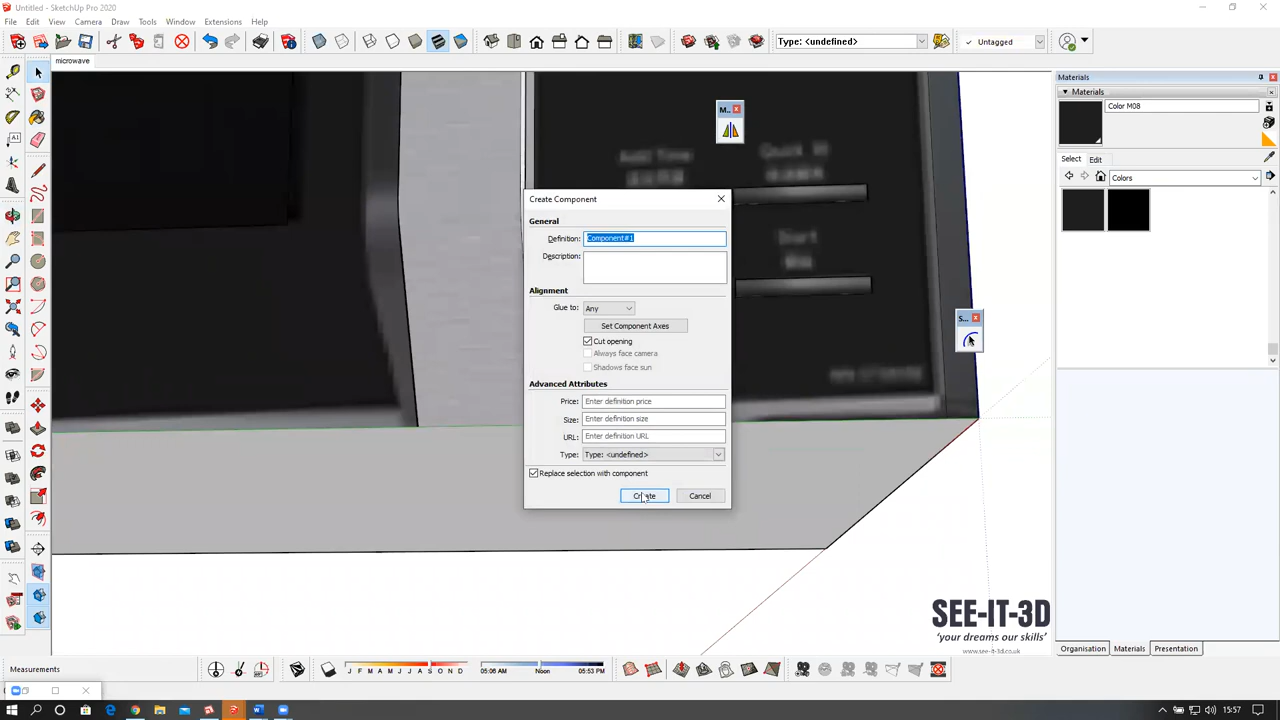 Untitled - SketchUp Pro 2020
File Edit View Camera Draw Tools Window Extensions Help
Type: <undefined>
Untagged
microwave
Materials
Materials
Color M08
Select Edit
Colors
M..
S...
Add Time
Start
Create Component
General
Definition: Component#1
Description:
Alignment
Glue to: Any
Set Component Axes
Cut opening
Always face camera
Shadows face sun
Advanced Attributes
Price: Enter definition price
Size: Enter definition size
URL: Enter definition URL
Type: Type: <undefined>
Replace selection with component
Create Cancel
SEE-IT-3D
'your dreams our skills'
www.see-it-3d.co.uk
Organisation Materials Presentation
Measurements
J F M A M J J A S O N D
05:06 AM Noon 05:53 PM
15:57